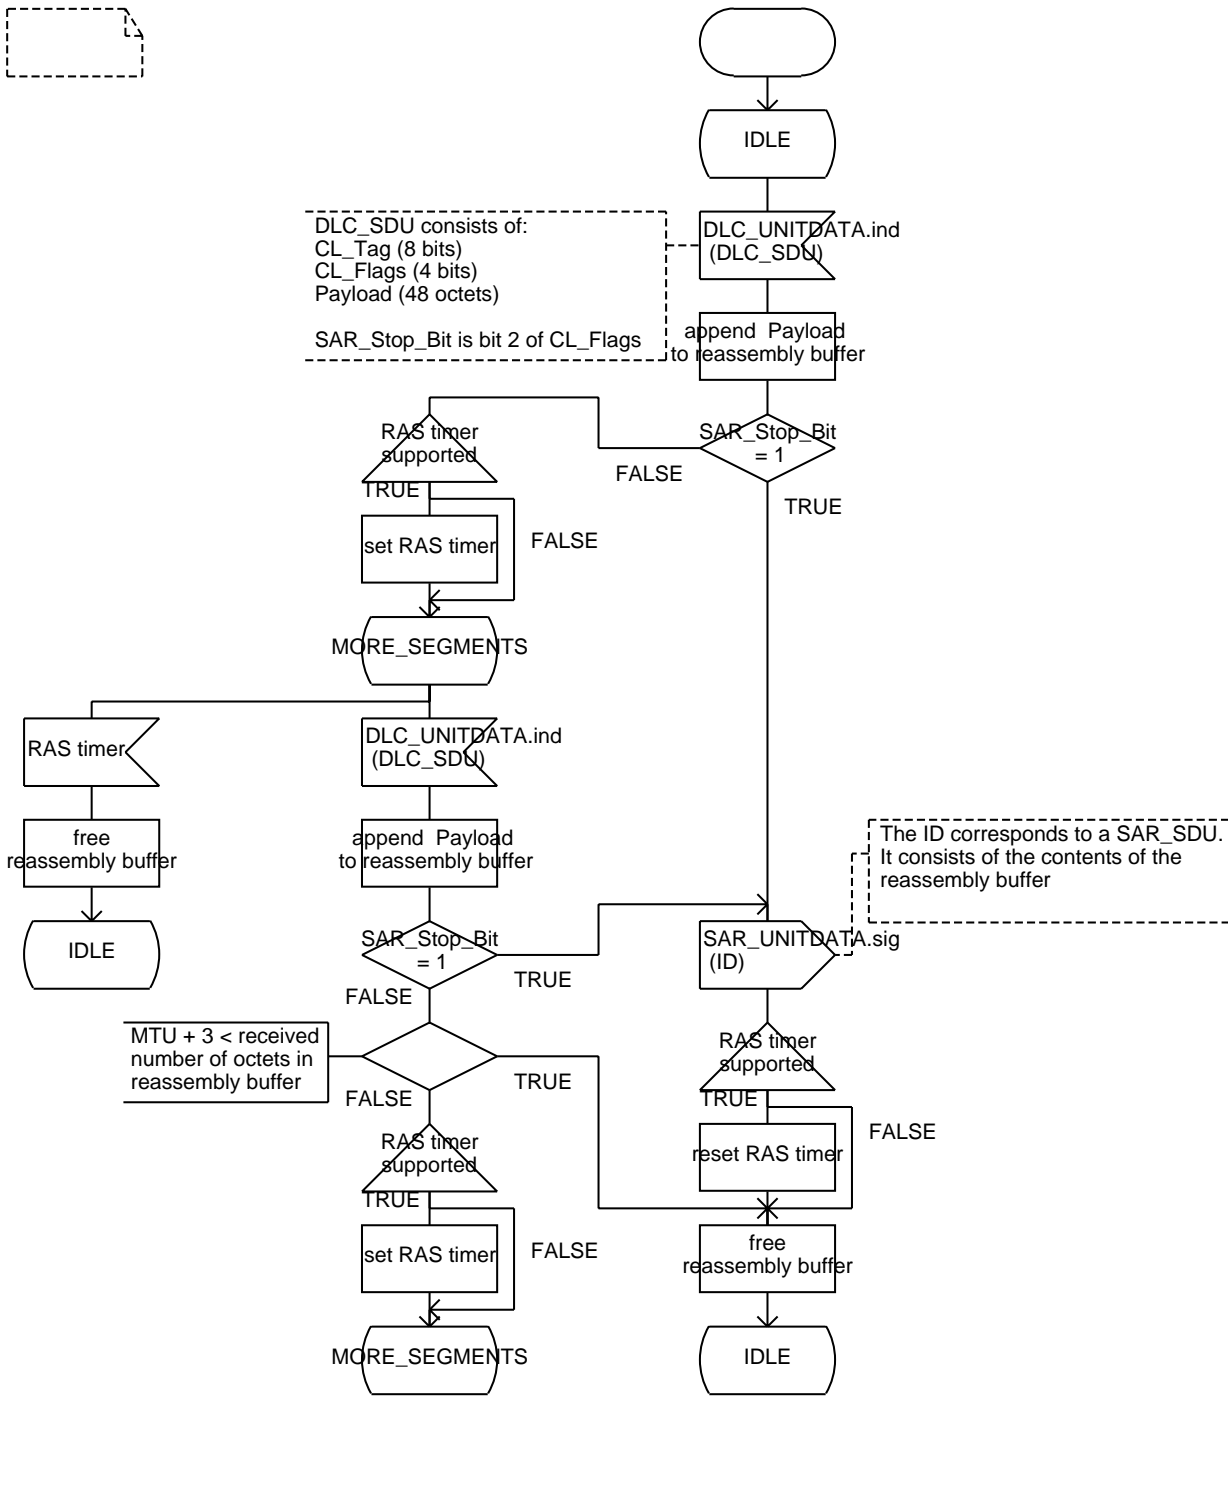 IDLE
DLC_SDU consists of:
CL_Tag (8 bits)
CL_Flags (4 bits)
Payload (48 octets)
SAR_Stop_Bit is bit 2 of CL_Flags
DLC_UNITDATA.ind
(DLC_SDU)
append Payload
to reassembly buffer
SAR_Stop_Bit
= 1
FALSE
TRUE
RAS timer
supported
TRUE
FALSE
set RAS timer
MORE_SEGMENTS
RAS timer
free
reassembly buffer
IDLE
DLC_UNITDATA.ind
(DLC_SDU)
append Payload
to reassembly buffer
SAR_Stop_Bit
= 1
TRUE
FALSE
The ID corresponds to a SAR_SDU.
It consists of the contents of the
reassembly buffer
SAR_UNITDATA.sig
(ID)
MTU + 3 < received
number of octets in
reassembly buffer
TRUE
FALSE
RAS timer
supported
TRUE
FALSE
reset RAS timer
RAS timer
supported
TRUE
FALSE
set RAS timer
free
reassembly buffer
MORE_SEGMENTS
IDLE